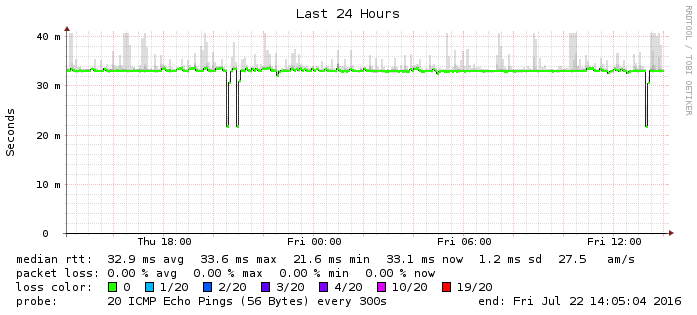 Last 24 Hours
RRDTOOL / TOBI OETIKER
Seconds
40 m
30 m
20 m
10 m
0
Thu 18:00 Fri 00:00 Fri 06:00 Fri 12:00
median rtt: 32.9 ms avg 33.6 ms max 21.6 ms min 33.1 ms now 1.2 ms sd 27.5 am/s
packet loss: 0.00 % avg 0.00 % max 0.00 % min 0.00 % now
loss color: 0 1/20 2/20 3/20 4/20 10/20 19/20
probe: 20 ICMP Echo Pings (56 Bytes) every 300s end: Fri Jul 22 14:05:04 2016